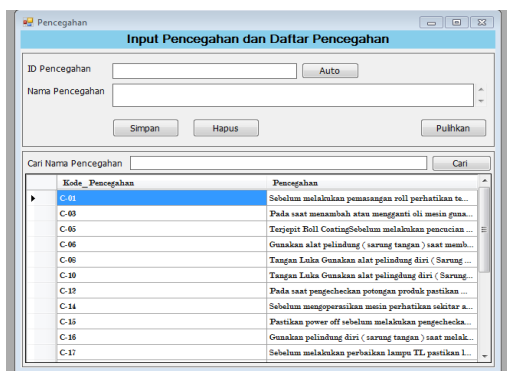 Pencegahan
Input Pencegahan dan Daftar Pencegahan
ID Pencegahan Auto
Nama Pencegahan
Simpan Hapus Pulihkan
Cari Nama Pencegahan Cari
Kode_Pencegahan Pencegahan
C-01 Sebelum melakukan pemasangan roll perhatikan te...
C-03 Pada saat menambah atau mengganti oli mesin guna...
C-05 Terjepit Roll CoatingSebelum melakukan pencucian ...
C-06 Gunakan alat pelindung ( sarung tangan ) saat memb...
C-08 Tangan Luka Gunakan alat pelindung diri ( Sarung ...
C-10 Tangan Luka Gunakan alat pelingdung diri ( Sarung...
C-12 Pada saat pengecheckan potongan produk pastikan ...
C-14 Sebelum mengoperasikan mesin perhatikan sekitar a...
C-15 Pastikan power off sebelum melakukan pengechecka...
C-16 Gunakan pelindung diri ( sarung tangan ) saat melak...
C-17 Sebelum melakukan perbaikan lampu TL pastikan l...